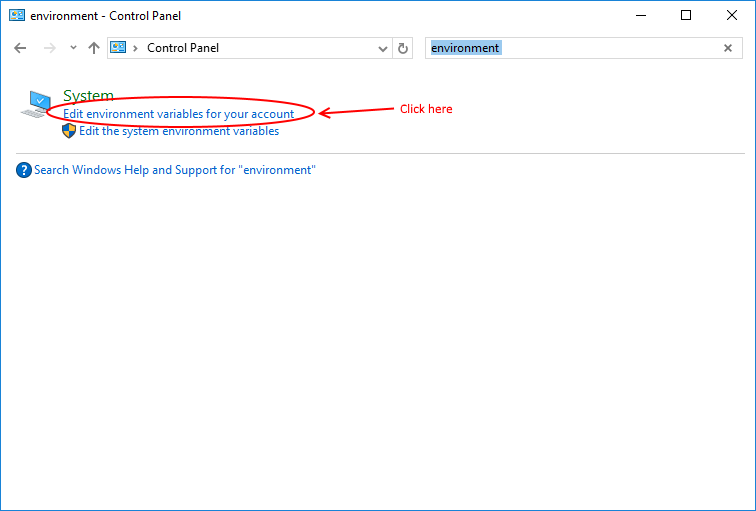 environment - Control Panel
Control Panel
environment
System
Edit environment variables for your account
Click here
Edit the system environment variables
Search Windows Help and Support for "environment"